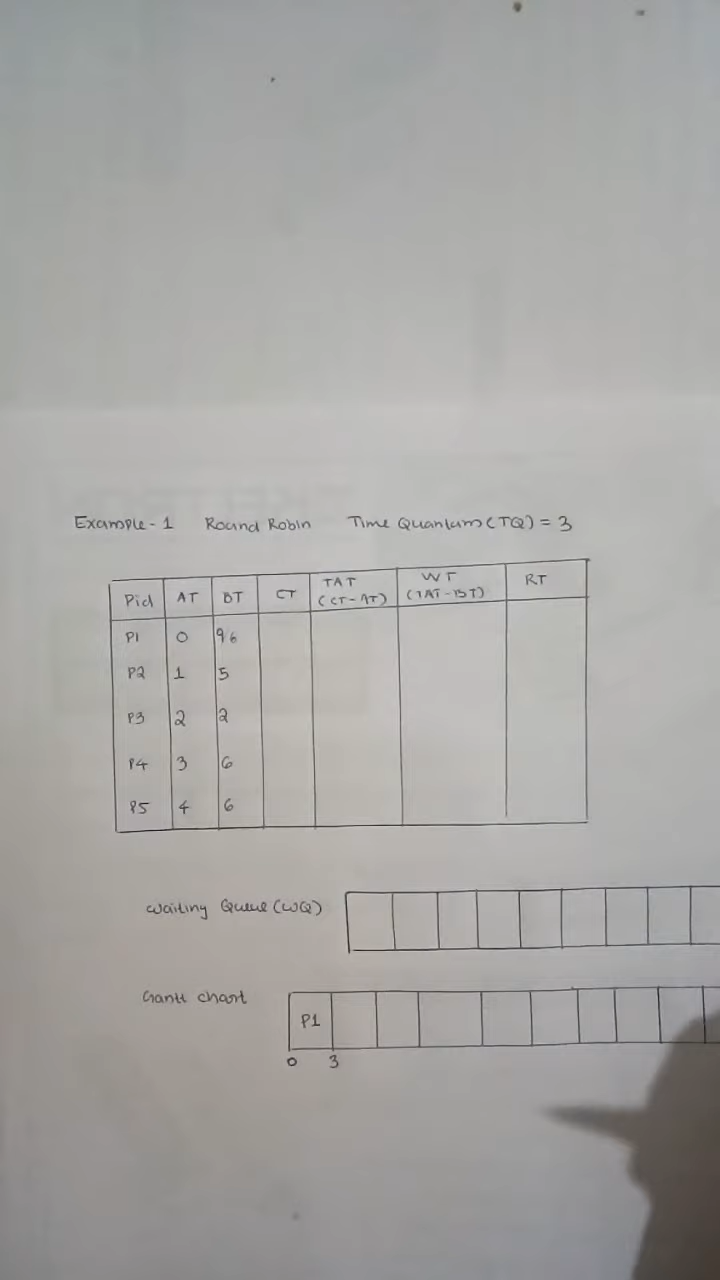 Example - 1 Round Robin Time Quantum (TQ) = 3
Pid AT BT CT TAT (CT-AT) WT (TAT-BT) RT
P1 0 96
P2 1 5
P3 2 2
P4 3 6
P5 4 6
Waiting Queue (WQ)
Gantt chart
P1
0 3